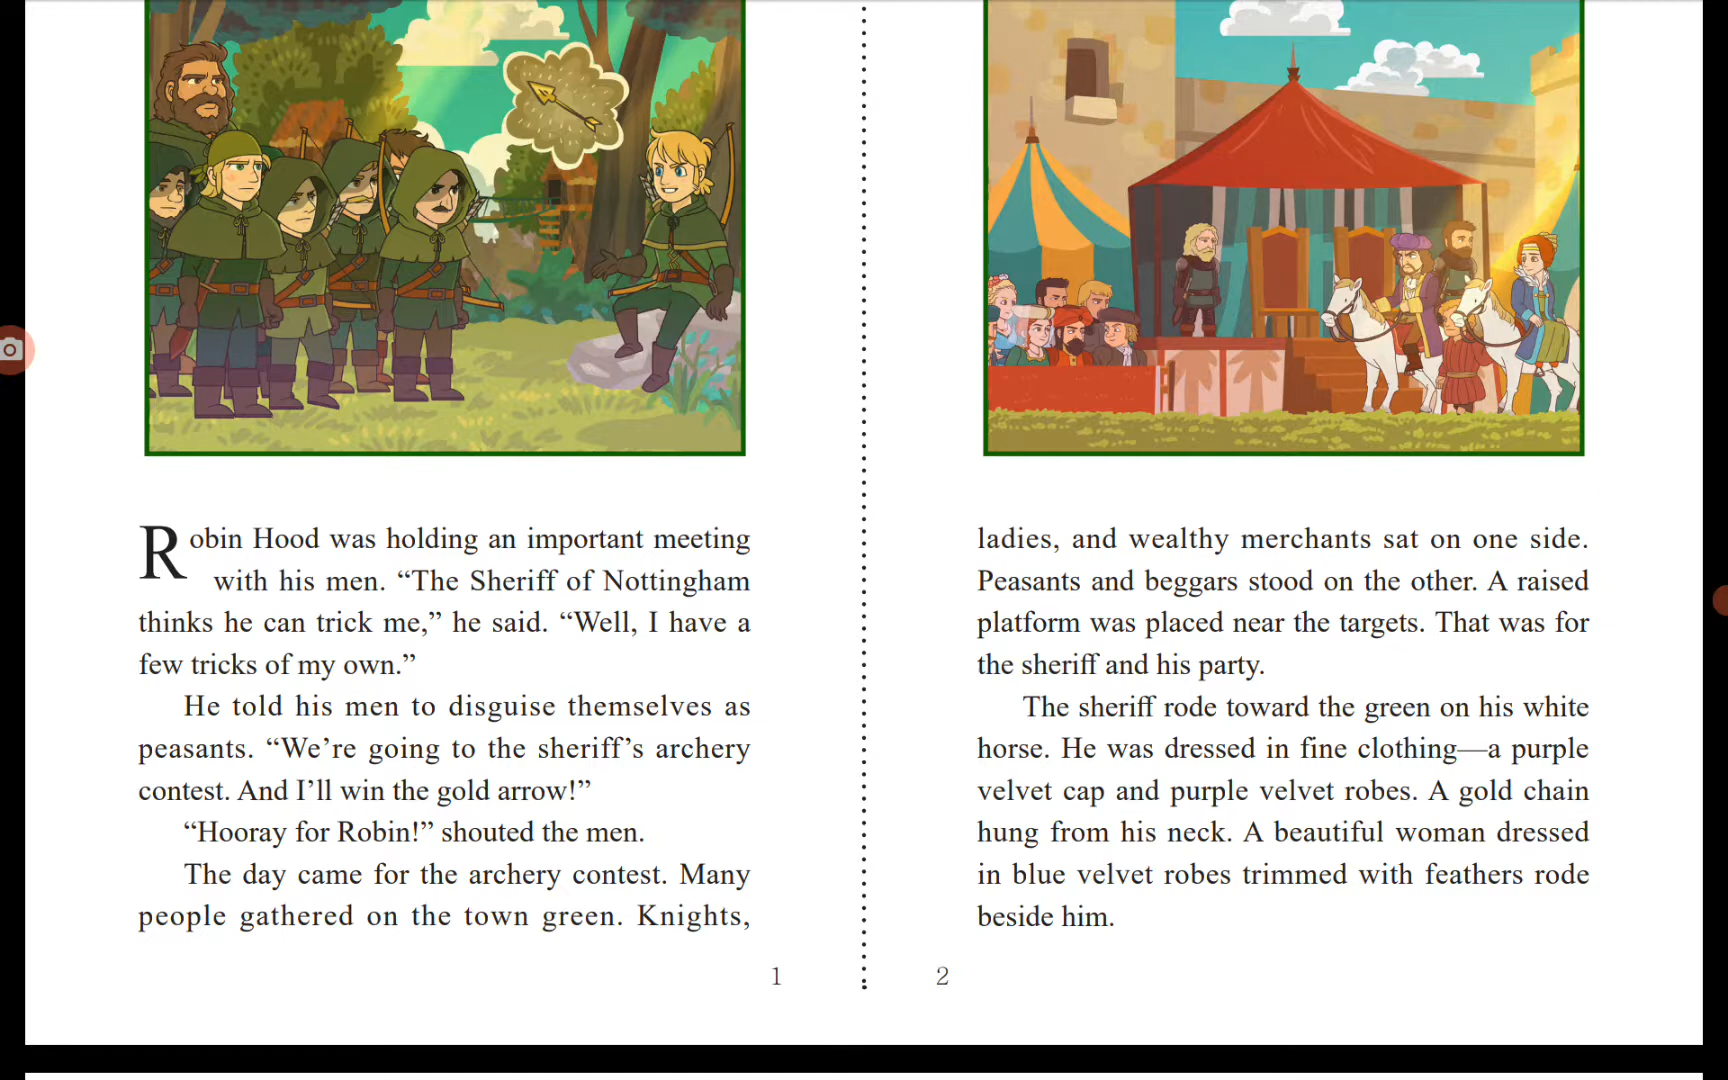 Robin Hood was holding an important meeting
with his men. “The Sheriff of Nottingham
thinks he can trick me,” he said. “Well, I have a
few tricks of my own.”
He told his men to disguise themselves as
peasants. “We’re going to the sheriff’s archery
contest. And I’ll win the gold arrow!”
“Hooray for Robin!” shouted the men.
The day came for the archery contest. Many
people gathered on the town green. Knights,
1
ladies, and wealthy merchants sat on one side.
Peasants and beggars stood on the other. A raised
platform was placed near the targets. That was for
the sheriff and his party.
The sheriff rode toward the green on his white
horse. He was dressed in fine clothing—a purple
velvet cap and purple velvet robes. A gold chain
hung from his neck. A beautiful woman dressed
in blue velvet robes trimmed with feathers rode
beside him.
2